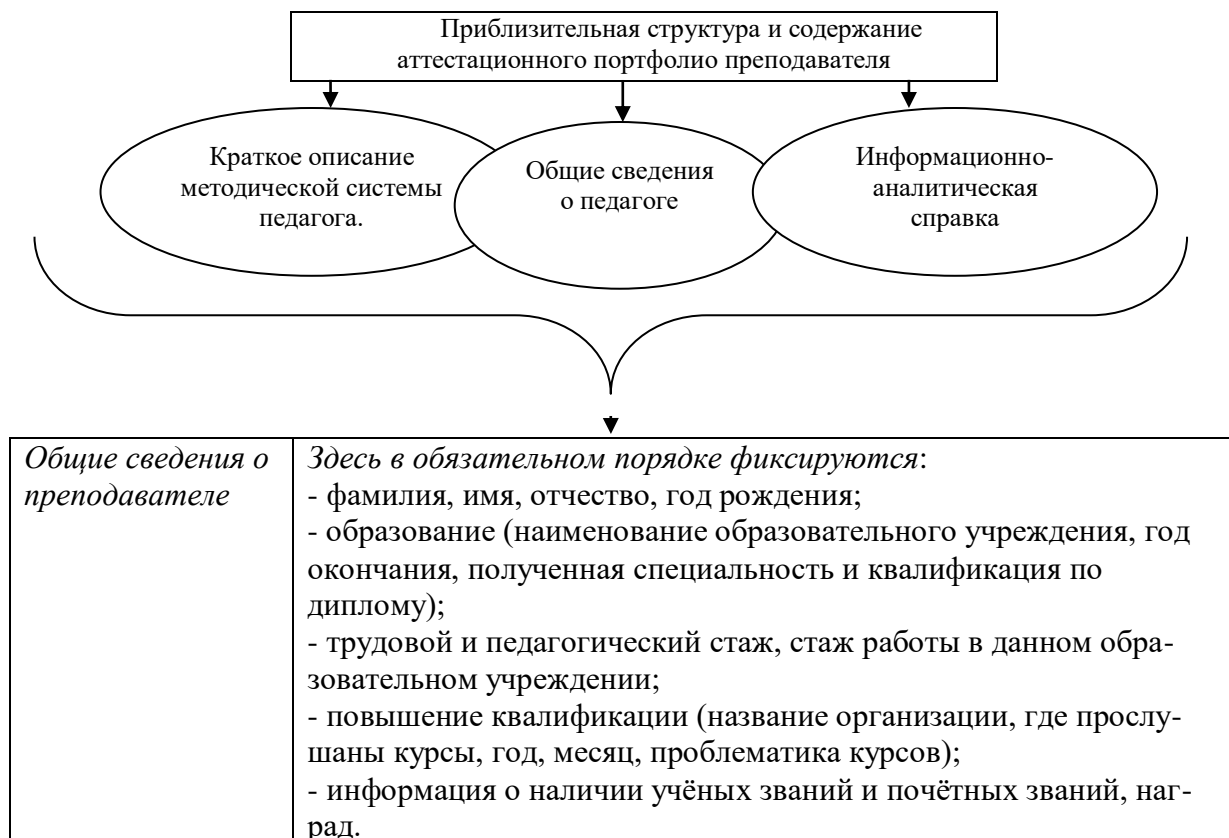 Приблизительная структура и содержание
аттестационного портфолио преподавателя
Краткое описание
методической системы
педагога.
Общие сведения
о педагоге
Информационно-
аналитическая
справка
Общие сведения о
преподавателе
Здесь в обязательном порядке фиксируются:
- фамилия, имя, отчество, год рождения;
- образование (наименование образовательного учреждения, год
окончания, полученная специальность и квалификация по
диплому);
- трудовой и педагогический стаж, стаж работы в данном обра-
зовательном учреждении;
- повышение квалификации (название организации, где прослу-
шаны курсы, год, месяц, проблематика курсов);
- информация о наличии учёных званий и почётных званий, наг-
рад.